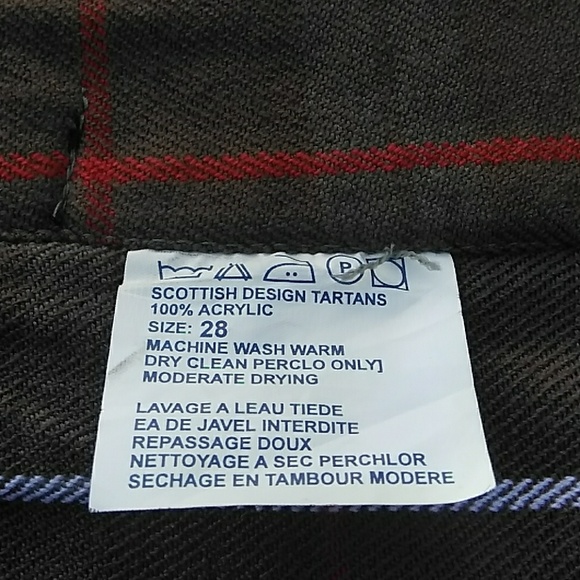 P
SCOTTISH DESIGN TARTANS
100% ACRYLIC
SIZE: 28
MACHINE WASH WARM
DRY CLEAN PERCLO ONLY]
MODERATE DRYING
LAVAGE A LEAU TIEDE
EA DE JAVEL INTERDITE
REPASSAGE DOUX
NETTOYAGE A SEC PERCHLOR
SECHAGE EN TAMBOUR MODERE